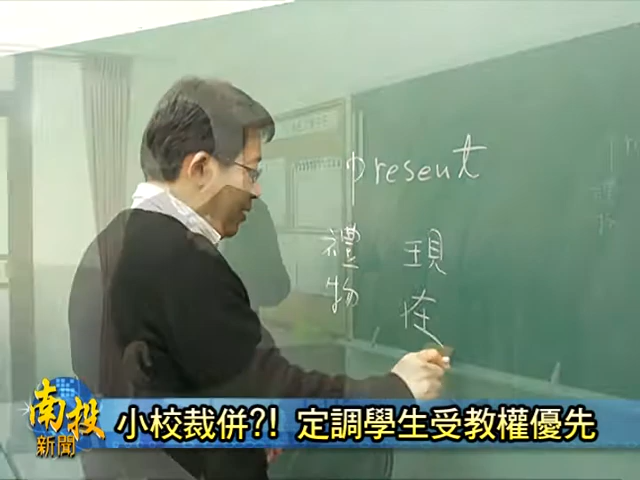 present
禮物
現在
南投
新聞
小校裁併?! 定調學生受教權優先